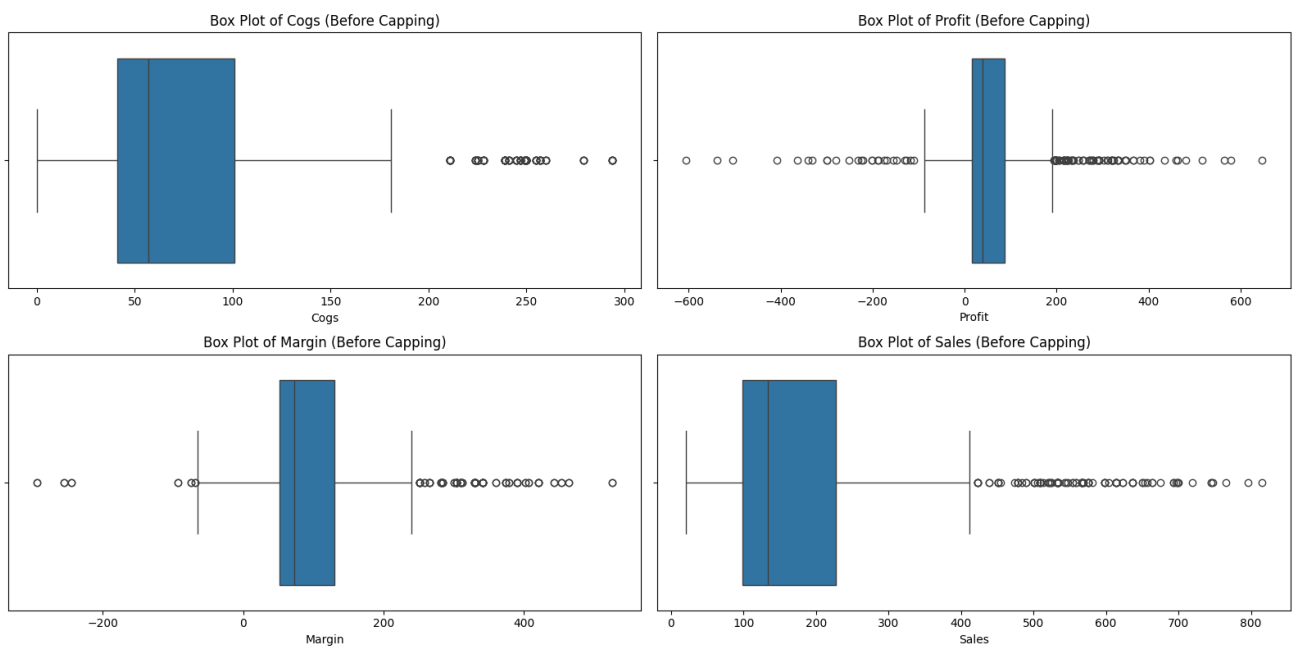 Box Plot of Cogs (Before Capping)
0 50 100 150 200 250 300
Cogs
Box Plot of Profit (Before Capping)
−600 −400 −200 0 200 400 600
Profit
Box Plot of Margin (Before Capping)
−200 0 200 400
Margin
Box Plot of Sales (Before Capping)
0 100 200 300 400 500 600 700 800
Sales